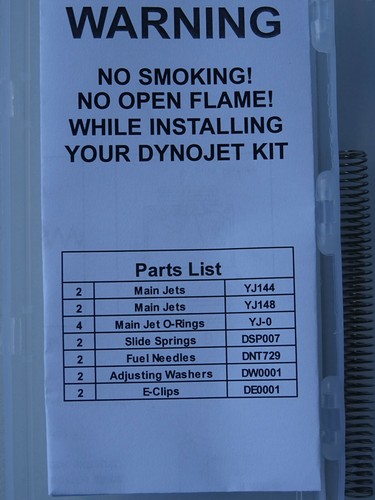 WARNING
NO SMOKING!
NO OPEN FLAME!
WHILE INSTALLING
YOUR DYNOJET KIT
Parts List
2 Main Jets YJ144
2 Main Jets YJ148
4 Main Jet O-Rings YJ-0
2 Slide Springs DSP007
2 Fuel Needles DNT729
2 Adjusting Washers DW0001
2 E-Clips DE0001